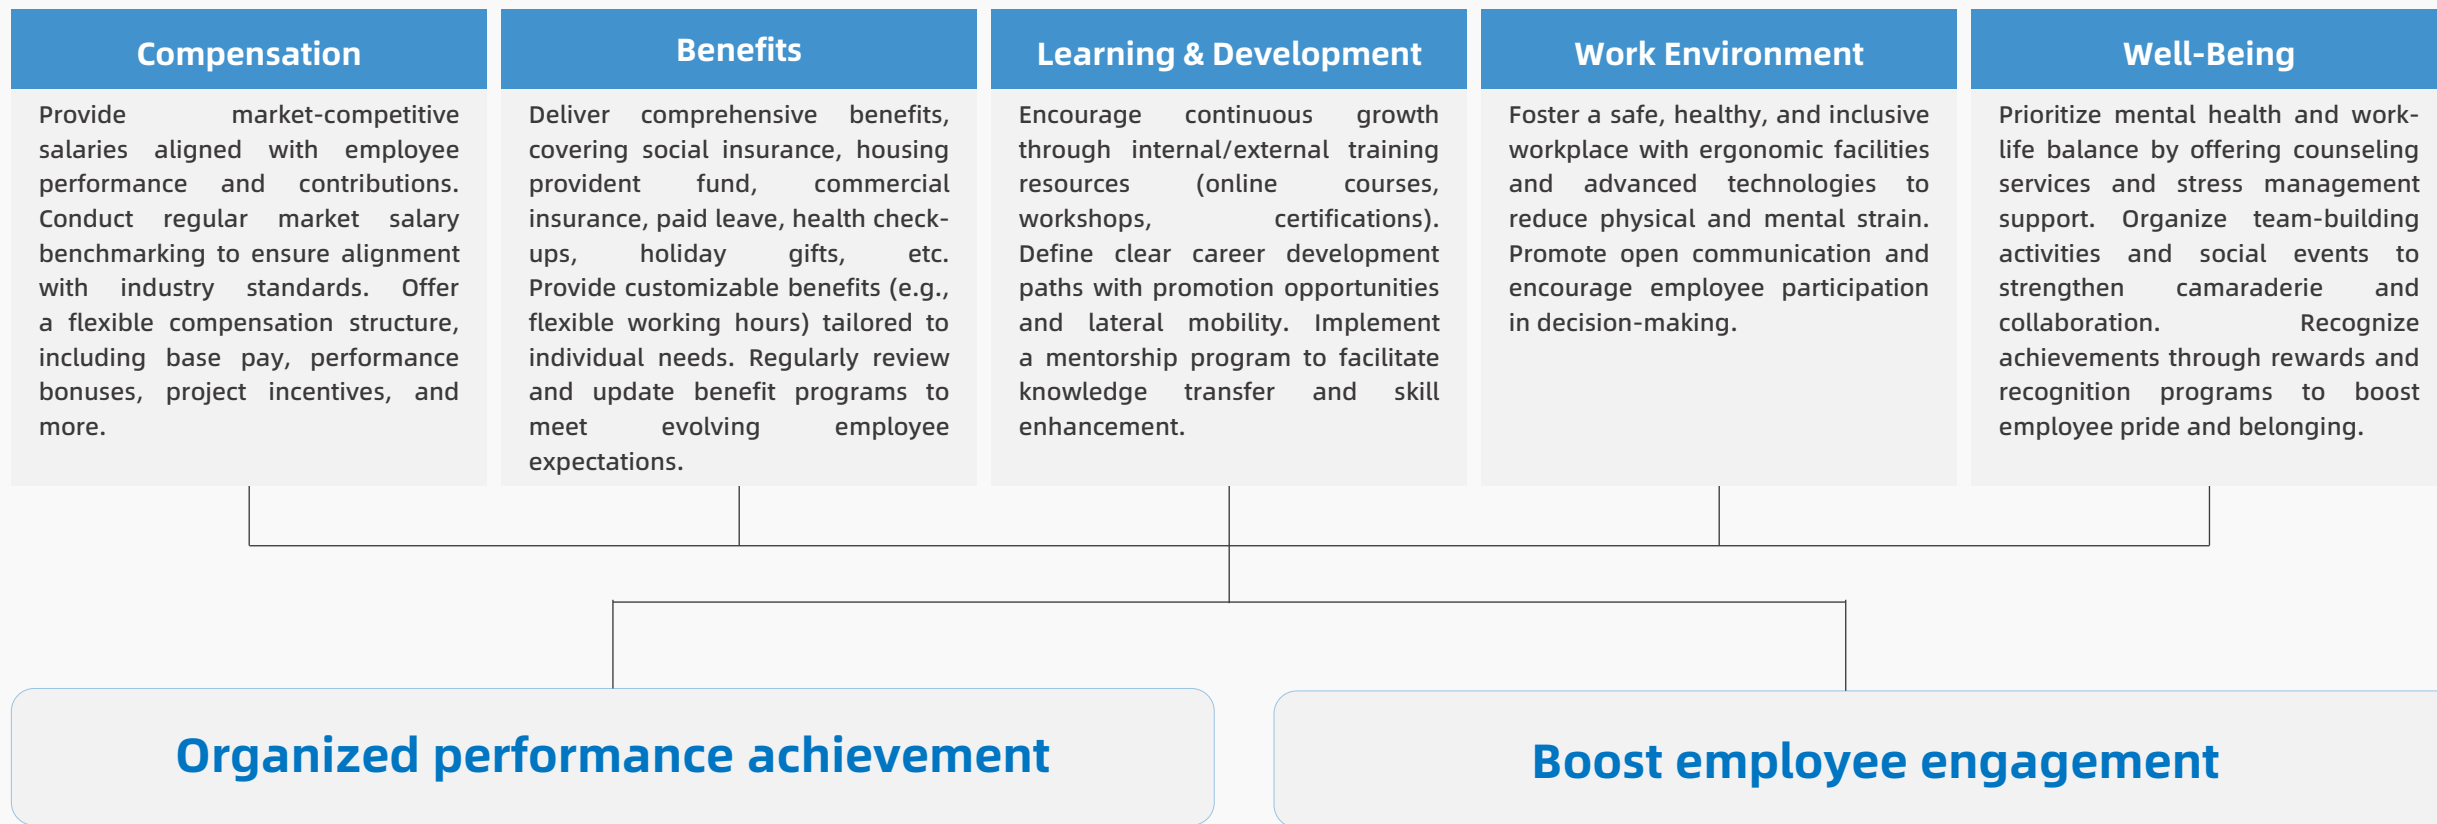 Compensation
Provide market-competitive
salaries aligned with employee
performance and contributions.
Conduct regular market salary
benchmarking to ensure alignment
with industry standards. Offer
a flexible compensation structure,
including base pay, performance
bonuses, project incentives, and
more.
Benefits
Deliver comprehensive benefits,
covering social insurance, housing
provident fund, commercial
insurance, paid leave, health check-
ups, holiday gifts, etc.
Provide customizable benefits (e.g.,
flexible working hours) tailored to
individual needs. Regularly review
and update benefit programs to
meet evolving employee
expectations.
Learning & Development
Encourage continuous growth
through internal/external training
resources (online courses,
workshops, certifications).
Define clear career development
paths with promotion opportunities
and lateral mobility. Implement
a mentorship program to facilitate
knowledge transfer and skill
enhancement.
Work Environment
Foster a safe, healthy, and inclusive
workplace with ergonomic facilities
and advanced technologies to
reduce physical and mental strain.
Promote open communication and
encourage employee participation
in decision-making.
Well-Being
Prioritize mental health and work-
life balance by offering counseling
services and stress management
support. Organize team-building
activities and social events to
strengthen camaraderie and
collaboration. Recognize
achievements through rewards and
recognition programs to boost
employee pride and belonging.
Organized performance achievement
Boost employee engagement